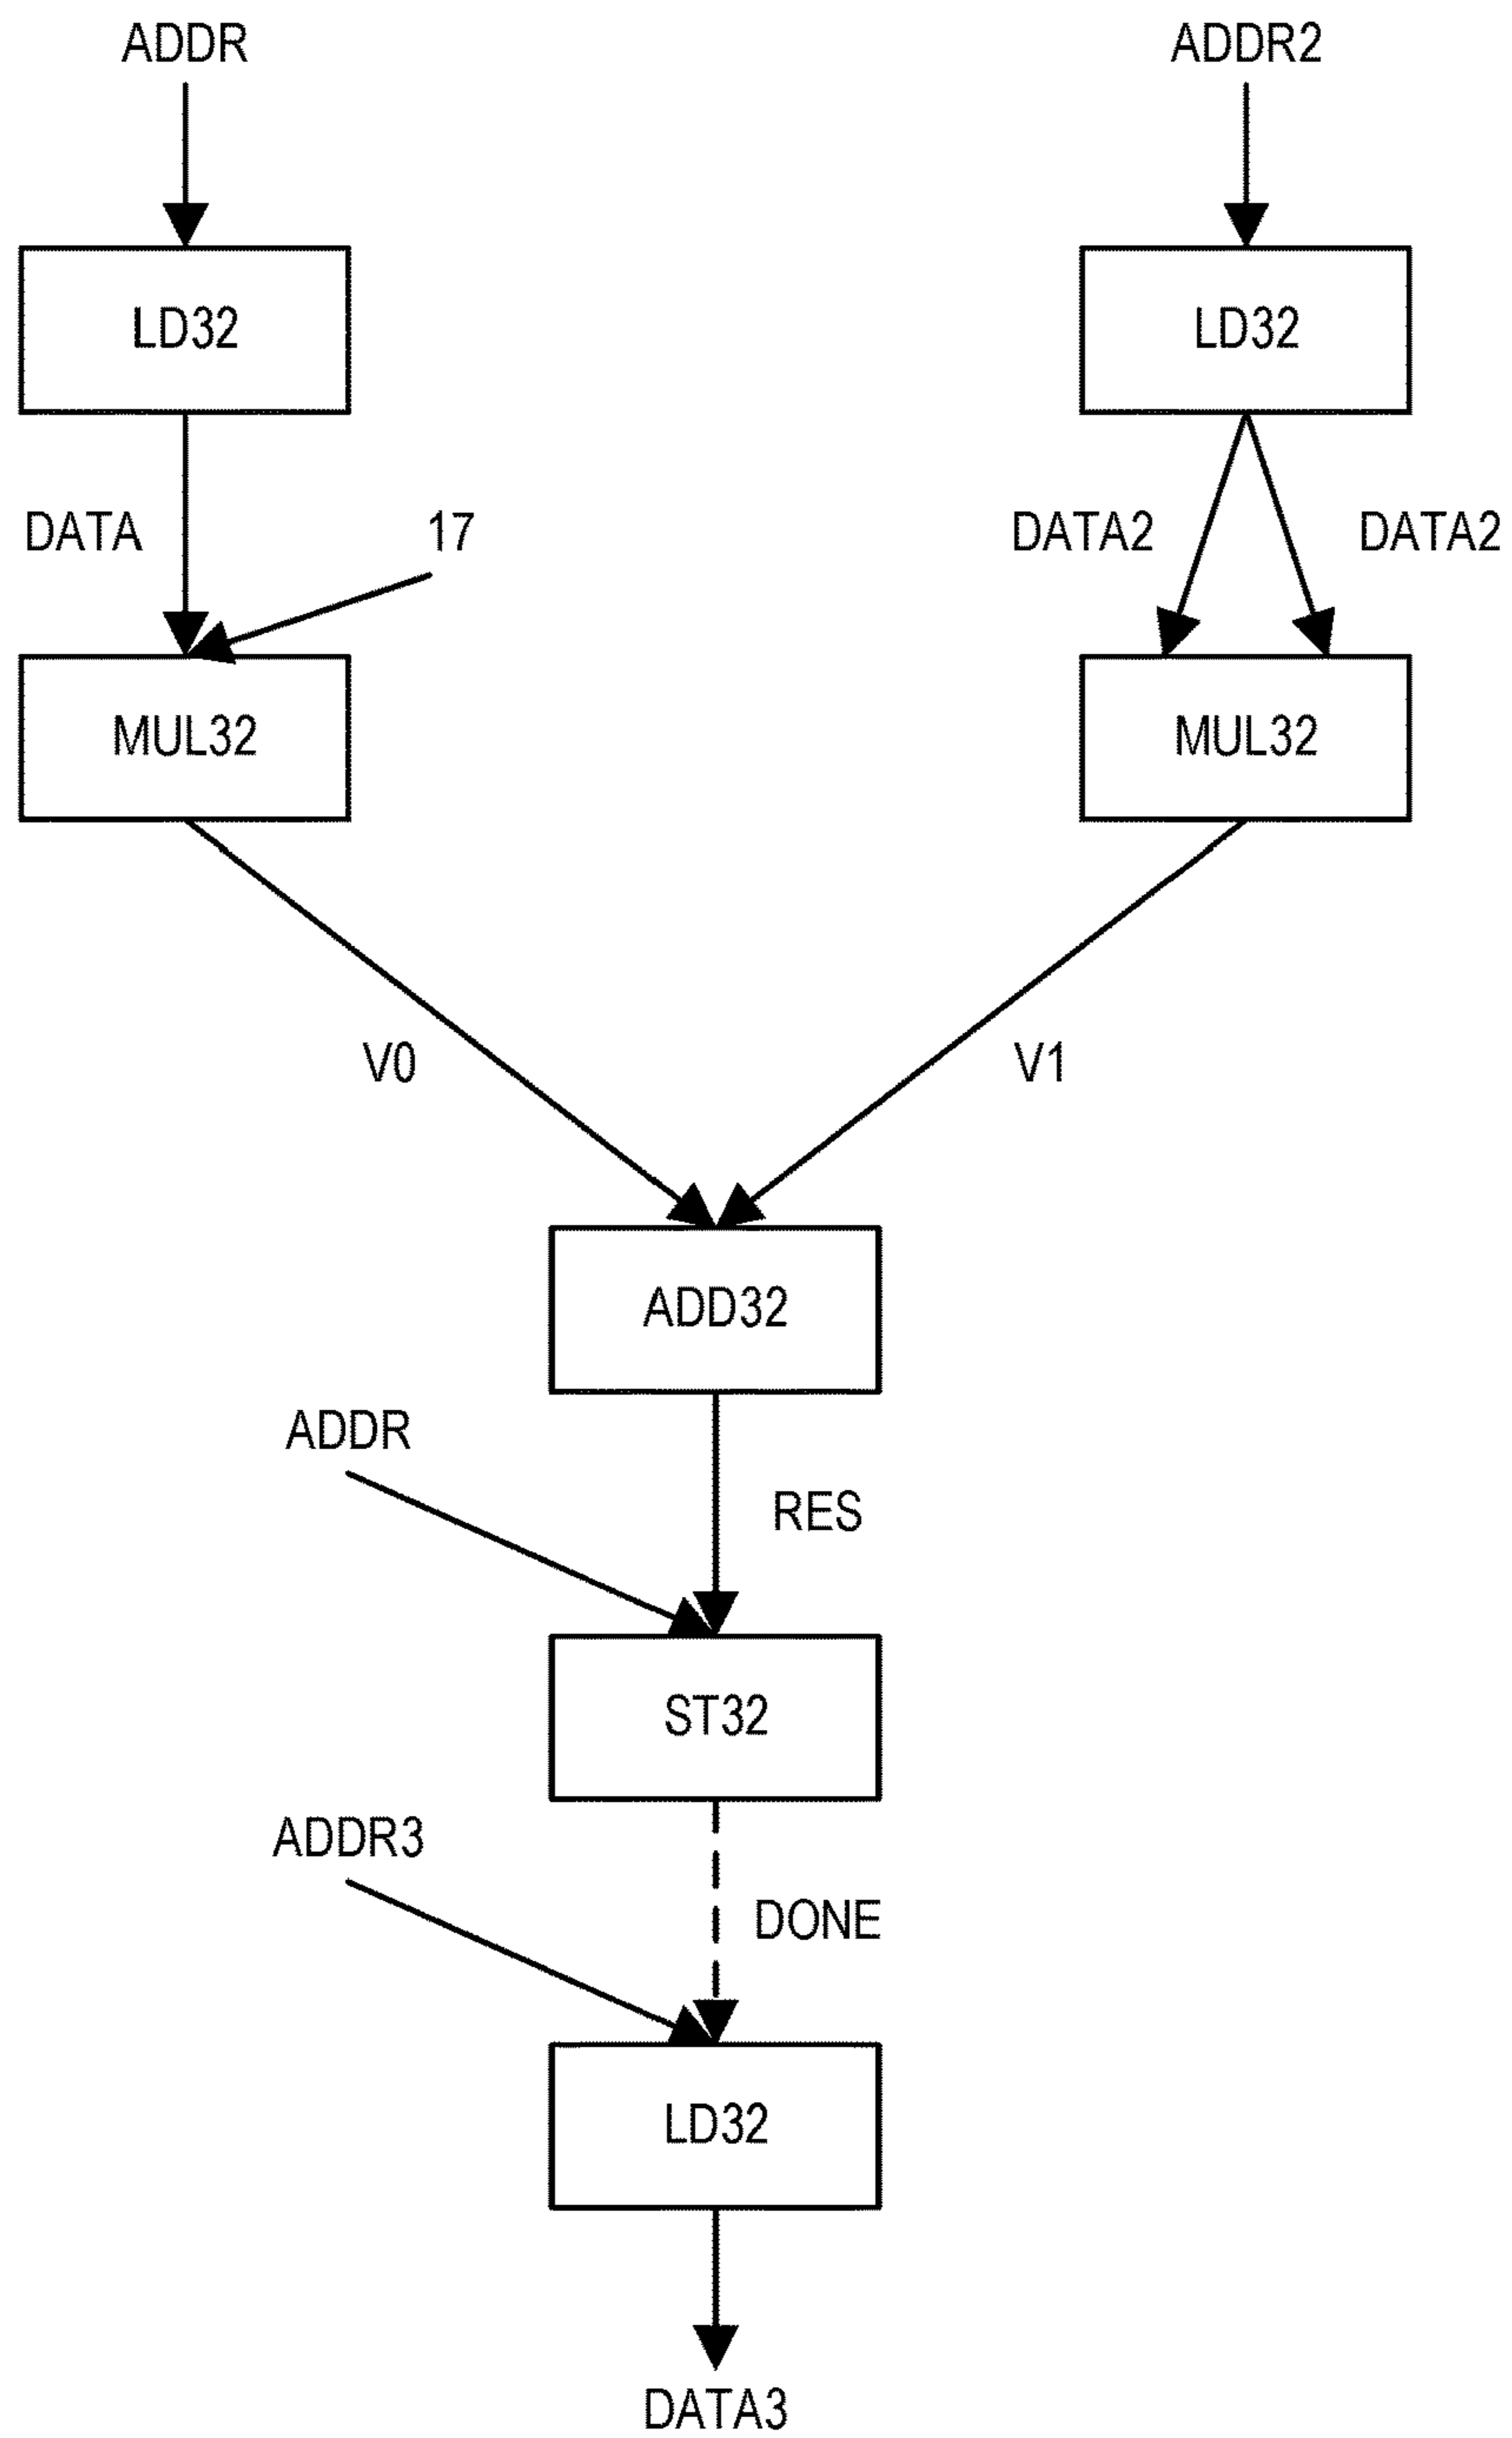 ADDR
ADDR2
LD32
LD32
DATA
17
DATA2
DATA2
MUL32
MUL32
V0
V1
ADD32
ADDR
RES
ST32
ADDR3
DONE
LD32
DATA3